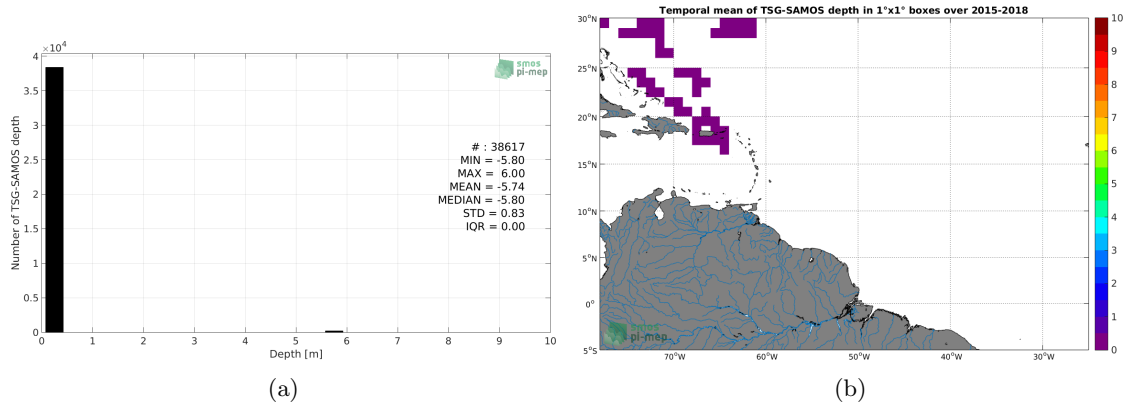 ×10⁴
4
3.5
3
2.5
2
1.5
1
0.5
0
Number of TSG-SAMOS depth
smos
pi-mep
# : 38617
MIN = -5.80
MAX = 6.00
MEAN = -5.74
MEDIAN = -5.80
STD = 0.83
IQR = 0.00
0 1 2 3 4 5 6 7 8 9 10
Depth [m]
(a)
Temporal mean of TSG-SAMOS depth in 1°x1° boxes over 2015-2018
30°N
25°N
20°N
15°N
10°N
5°N
0°
5°S
smos
pi-mep
70°W 60°W 50°W 40°W 30°W
10
9
8
7
6
5
4
3
2
1
0
(b)